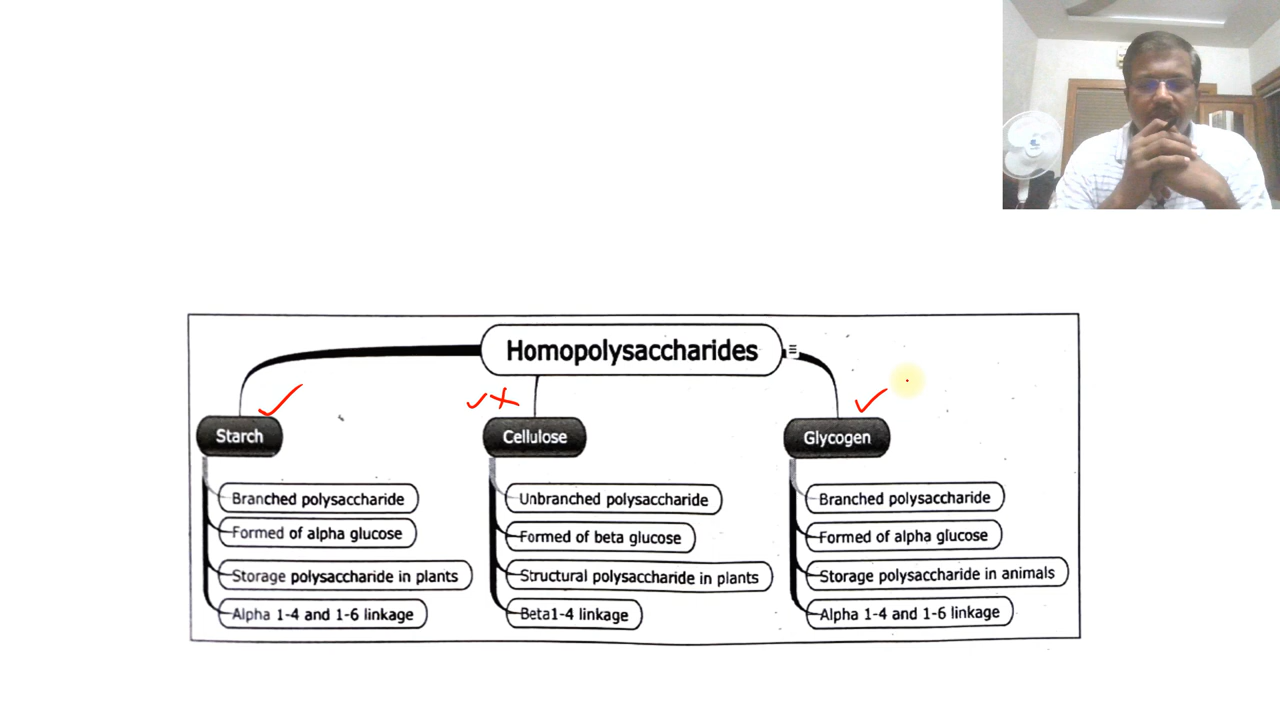 Homopolysaccharides
Starch
Branched polysaccharide
Formed of alpha glucose
Storage polysaccharide in plants
Alpha 1-4 and 1-6 linkage
Cellulose
Unbranched polysaccharide
Formed of beta glucose
Structural polysaccharide in plants
Beta1-4 linkage
Glycogen
Branched polysaccharide
Formed of alpha glucose
Storage polysaccharide in animals
Alpha 1-4 and 1-6 linkage